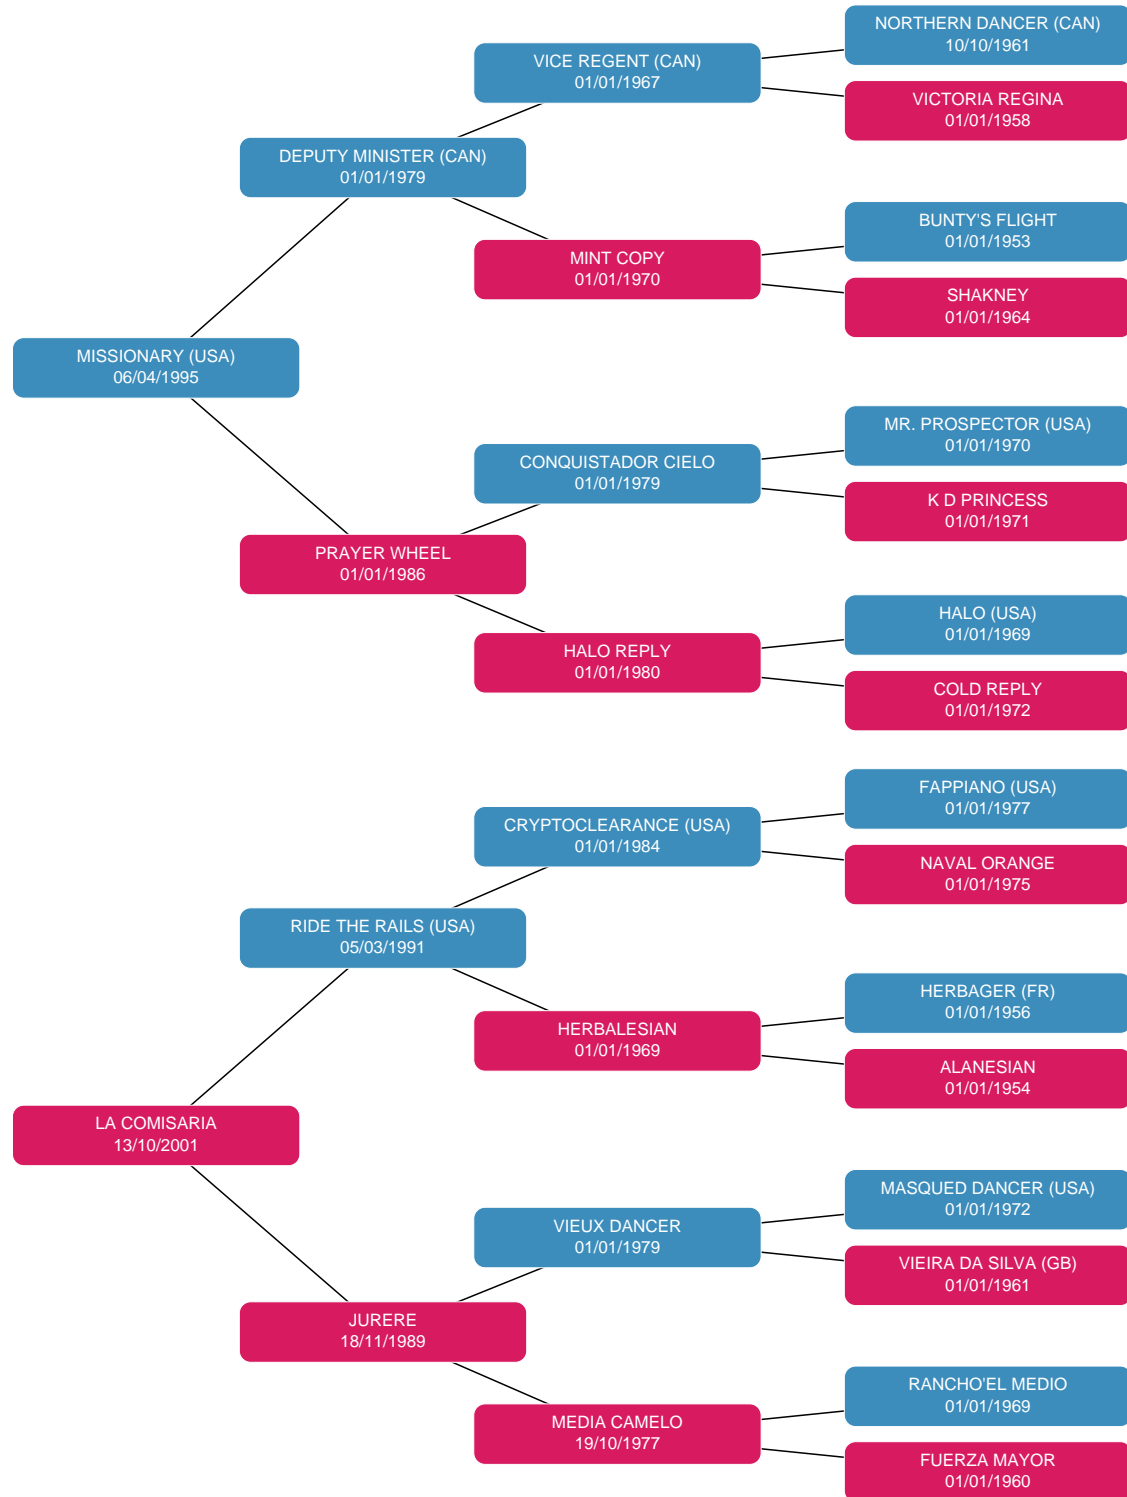 NORTHERN DANCER (CAN)
10/10/1961
VICE REGENT (CAN)
01/01/1967
VICTORIA REGINA
01/01/1958
DEPUTY MINISTER (CAN)
01/01/1979
BUNTY'S FLIGHT
01/01/1953
MINT COPY
01/01/1970
SHAKNEY
01/01/1964
MISSIONARY (USA)
06/04/1995
MR. PROSPECTOR (USA)
01/01/1970
CONQUISTADOR CIELO
01/01/1979
K D PRINCESS
01/01/1971
PRAYER WHEEL
01/01/1986
HALO (USA)
01/01/1969
HALO REPLY
01/01/1980
COLD REPLY
01/01/1972
FAPPIANO (USA)
01/01/1977
CRYPTOCLEARANCE (USA)
01/01/1984
NAVAL ORANGE
01/01/1975
RIDE THE RAILS (USA)
05/03/1991
HERBAGER (FR)
01/01/1956
HERBALESIAN
01/01/1969
ALANESIAN
01/01/1954
LA COMISARIA
13/10/2001
MASQUED DANCER (USA)
01/01/1972
VIEUX DANCER
01/01/1979
VIEIRA DA SILVA (GB)
01/01/1961
JURERE
18/11/1989
RANCHO'EL MEDIO
01/01/1969
MEDIA CAMELO
19/10/1977
FUERZA MAYOR
01/01/1960